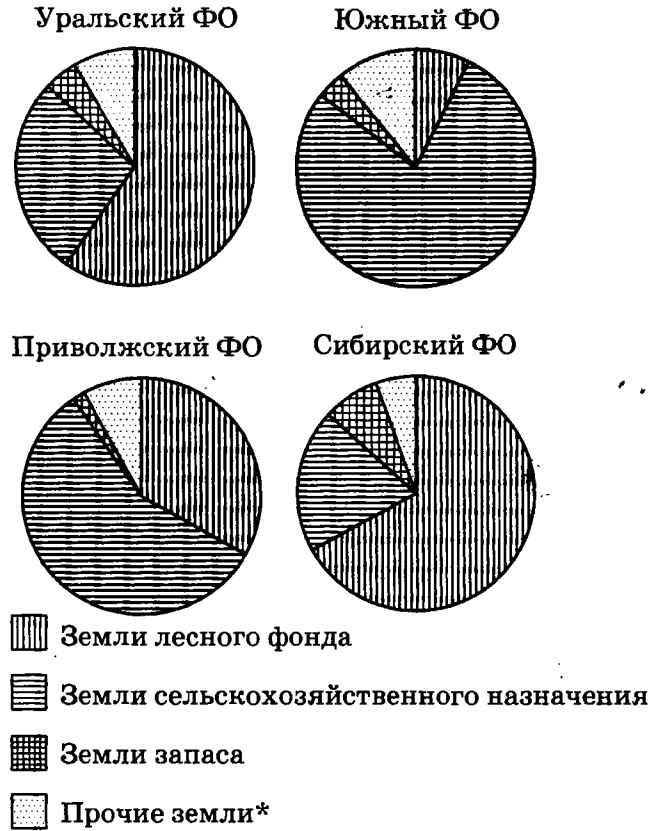 Уральский ФО
Южный ФО
Приволжский ФО
Сибирский ФО
Земли лесного фонда
Земли сельскохозяйственного назначения
Земли запаса
Прочие земли*